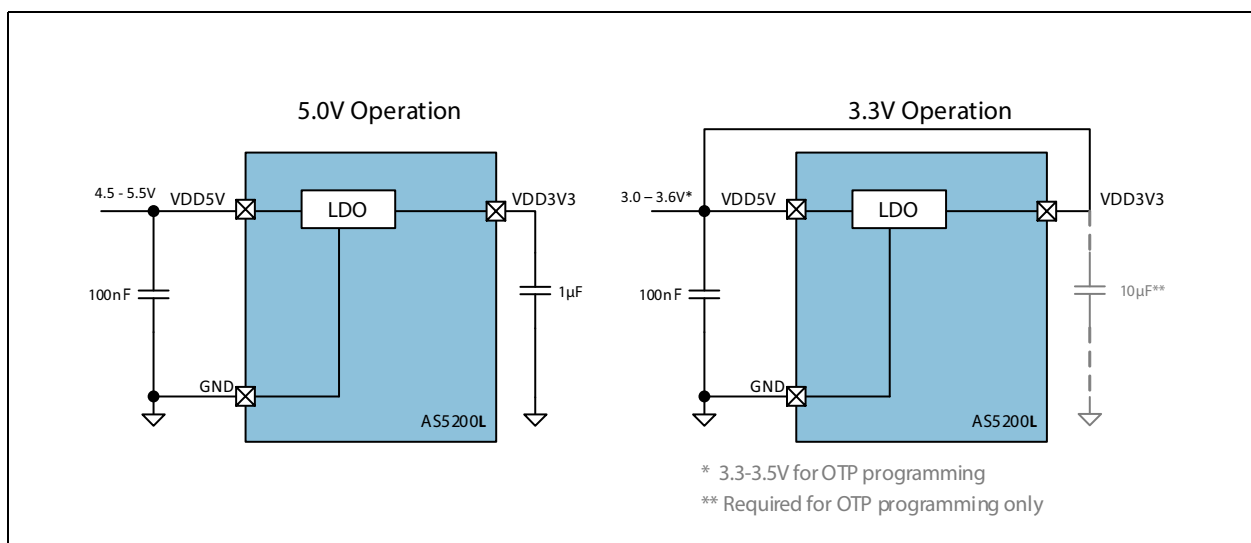 5.0V Operation
4.5 - 5.5V
VDD5V
LDO
VDD3V3
100nF
1µF
GND
AS5200L
3.3V Operation
3.0 – 3.6V*
VDD5V
LDO
VDD3V3
100nF
10µF**
GND
AS5200L
* 3.3-3.5V for OTP programming
** Required for OTP programming only